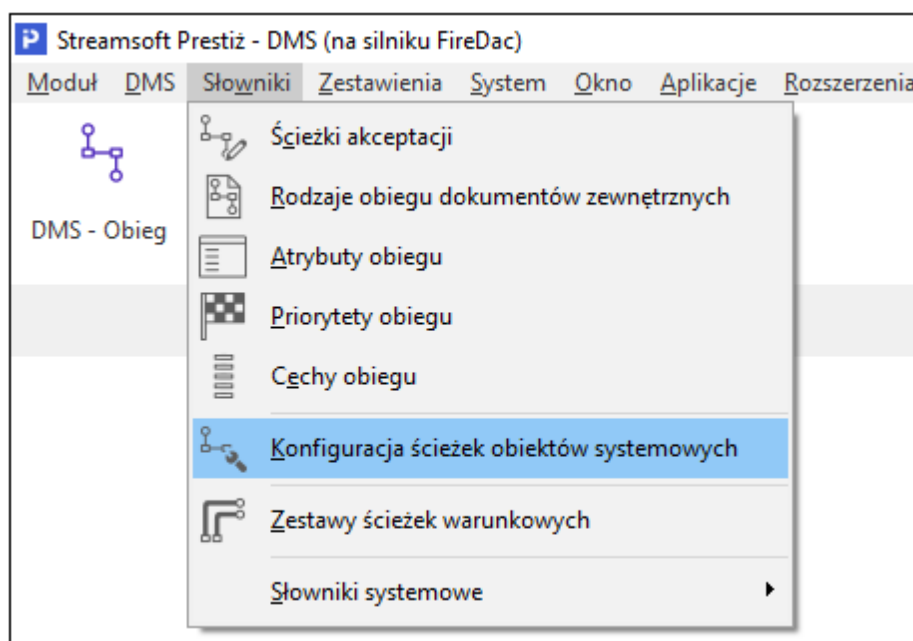 Streamsoft Prestiż - DMS (na silniku FireDac)
Moduł DMS Słowniki Zestawienia System Okno Aplikacje Rozszerzenia
Ścieżki akceptacji
Rodzaje obiegu dokumentów zewnętrznych
DMS - Obieg
Atrybuty obiegu
Priorytety obiegu
Cechy obiegu
Konfiguracja ścieżek obiektów systemowych
Zestawy ścieżek warunkowych
Słowniki systemowe